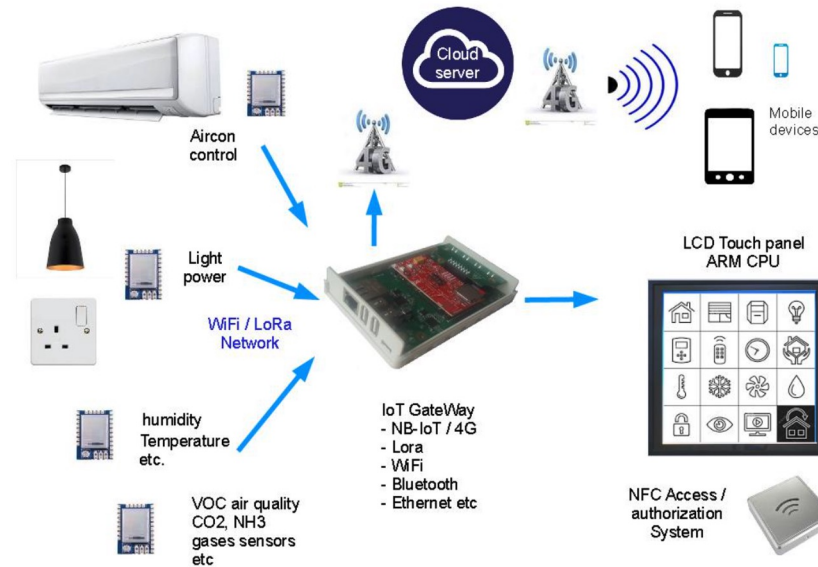 Cloud
server
4G
4G
Mobile
devices
Aircon
control
Light
power
WiFi / LoRa
Network
LCD Touch panel
ARM CPU
humidity
Temperature
etc.
IoT GateWay
- NB-IoT / 4G
- Lora
- WiFi
- Bluetooth
- Ethernet etc
VOC air quality
CO2, NH3
gases sensors
etc
NFC Access /
authorization
System